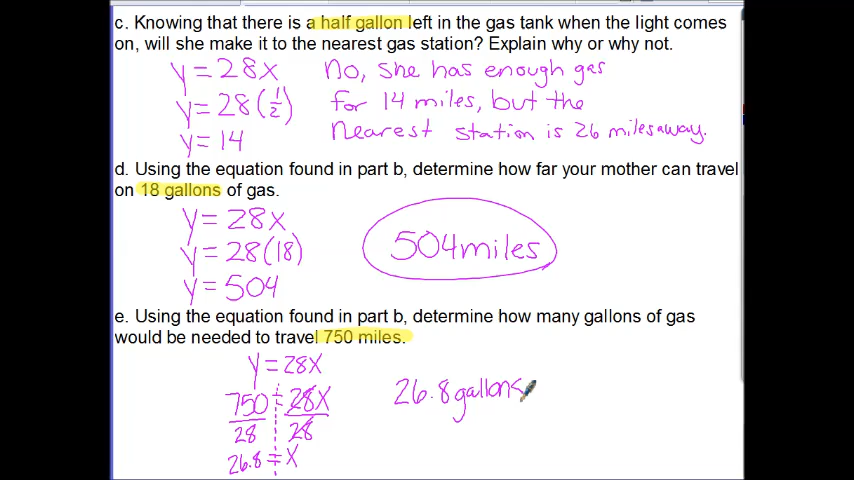 c. Knowing that there is a half gallon left in the gas tank when the light comes
on, will she make it to the nearest gas station? Explain why or why not.
y = 28x
y = 28(1/2)
y = 14
No, she has enough gas
for 14 miles, but the
nearest station is 26 miles away.
d. Using the equation found in part b, determine how far your mother can travel
on 18 gallons of gas.
y = 28x
y = 28(18)
y = 504
504 miles
e. Using the equation found in part b, determine how many gallons of gas
would be needed to travel 750 miles.
y = 28x
750 = 28x
28 28
26.8 = x
26.8 gallons